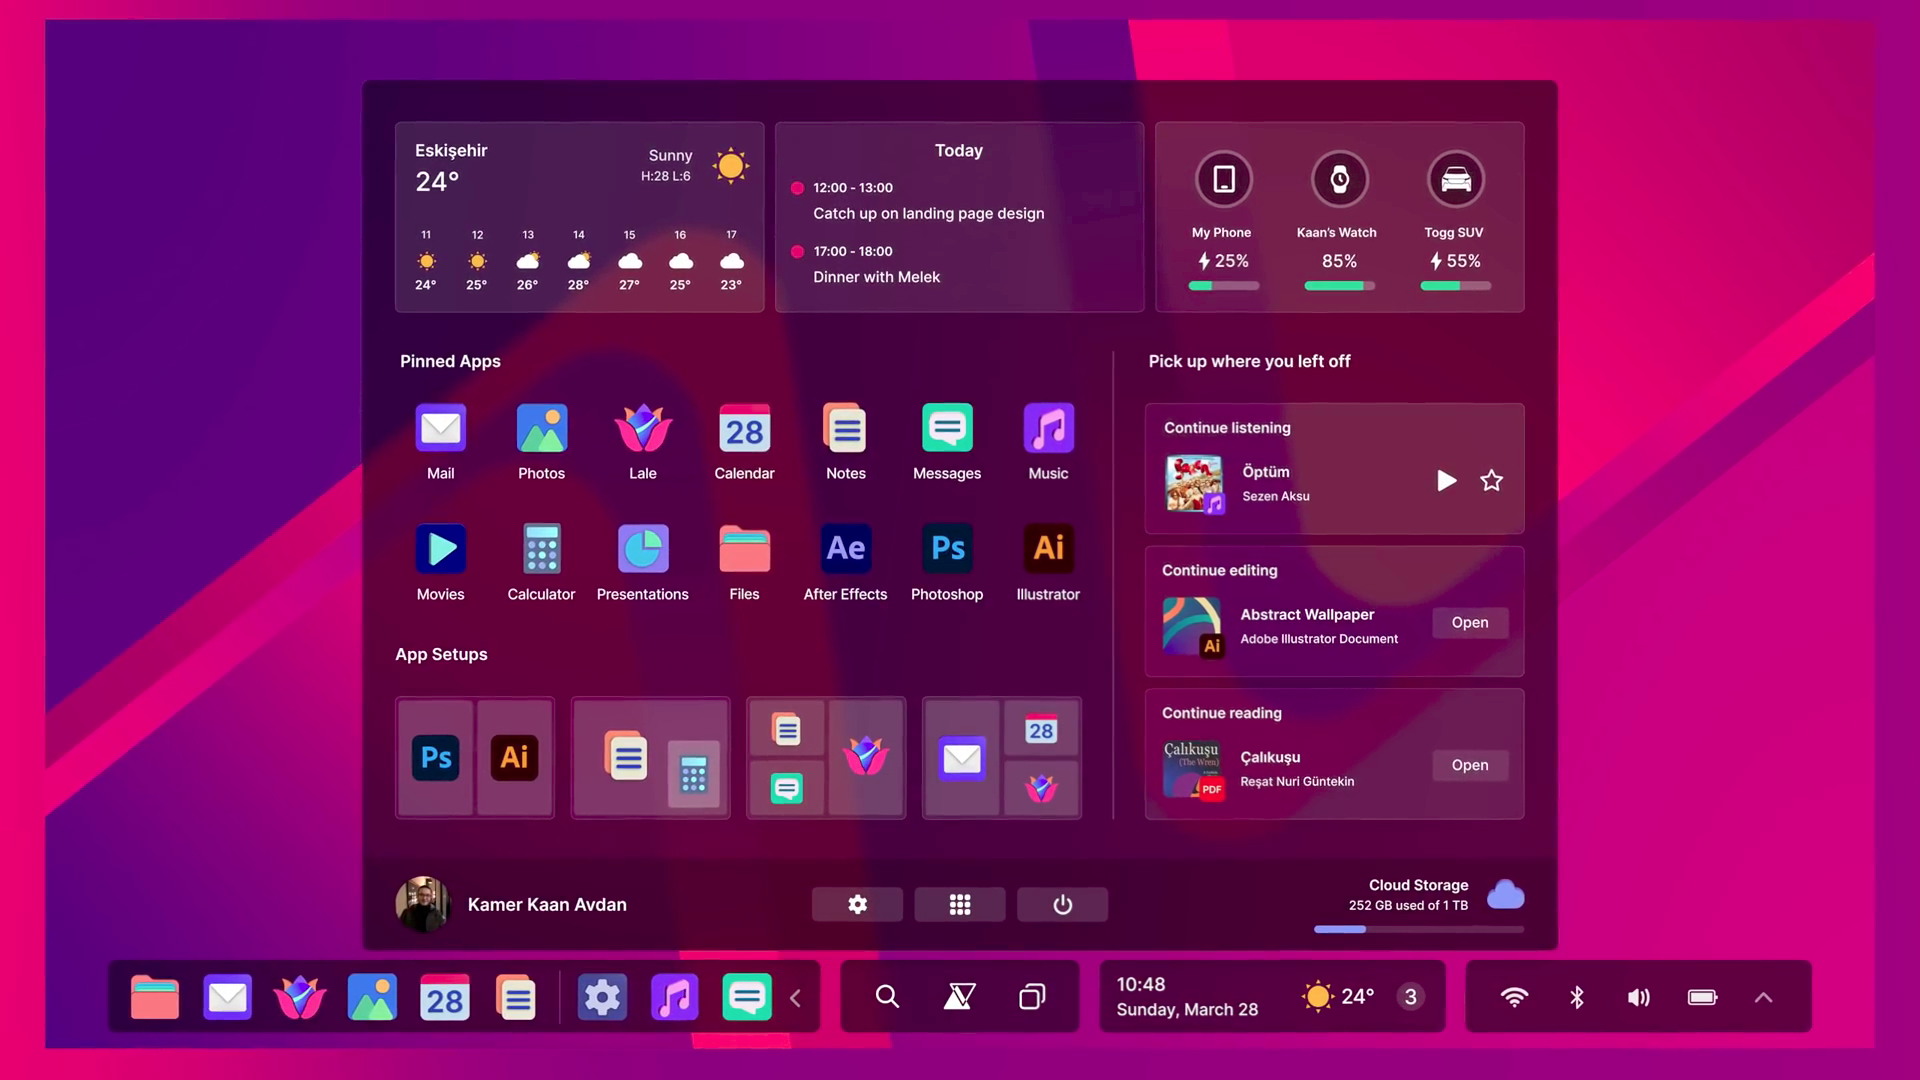 Eskişehir
24°
Sunny
H:28 L:6
11 12 13 14 15 16 17
24° 25° 26° 28° 27° 25° 23°
Today
12:00 - 13:00
Catch up on landing page design
17:00 - 18:00
Dinner with Melek
My Phone Kaan's Watch Togg SUV
25% 85% 55%
Pinned Apps
28
Mail Photos Lale Calendar Notes Messages Music
Ae Ps Ai
Movies Calculator Presentations Files After Effects Photoshop Illustrator
App Setups
Ps Ai
28
Pick up where you left off
Continue listening
Öptüm
Sezen Aksu
Continue editing
Abstract Wallpaper
Ai
Adobe Illustrator Document
Open
Continue reading
Çalıkuşu
(The Wren)
PDF
Çalıkuşu
Reşat Nuri Güntekin
Open
Kamer Kaan Avdan
Cloud Storage
252 GB used of 1 TB
28
10:48
Sunday, March 28
24°
3